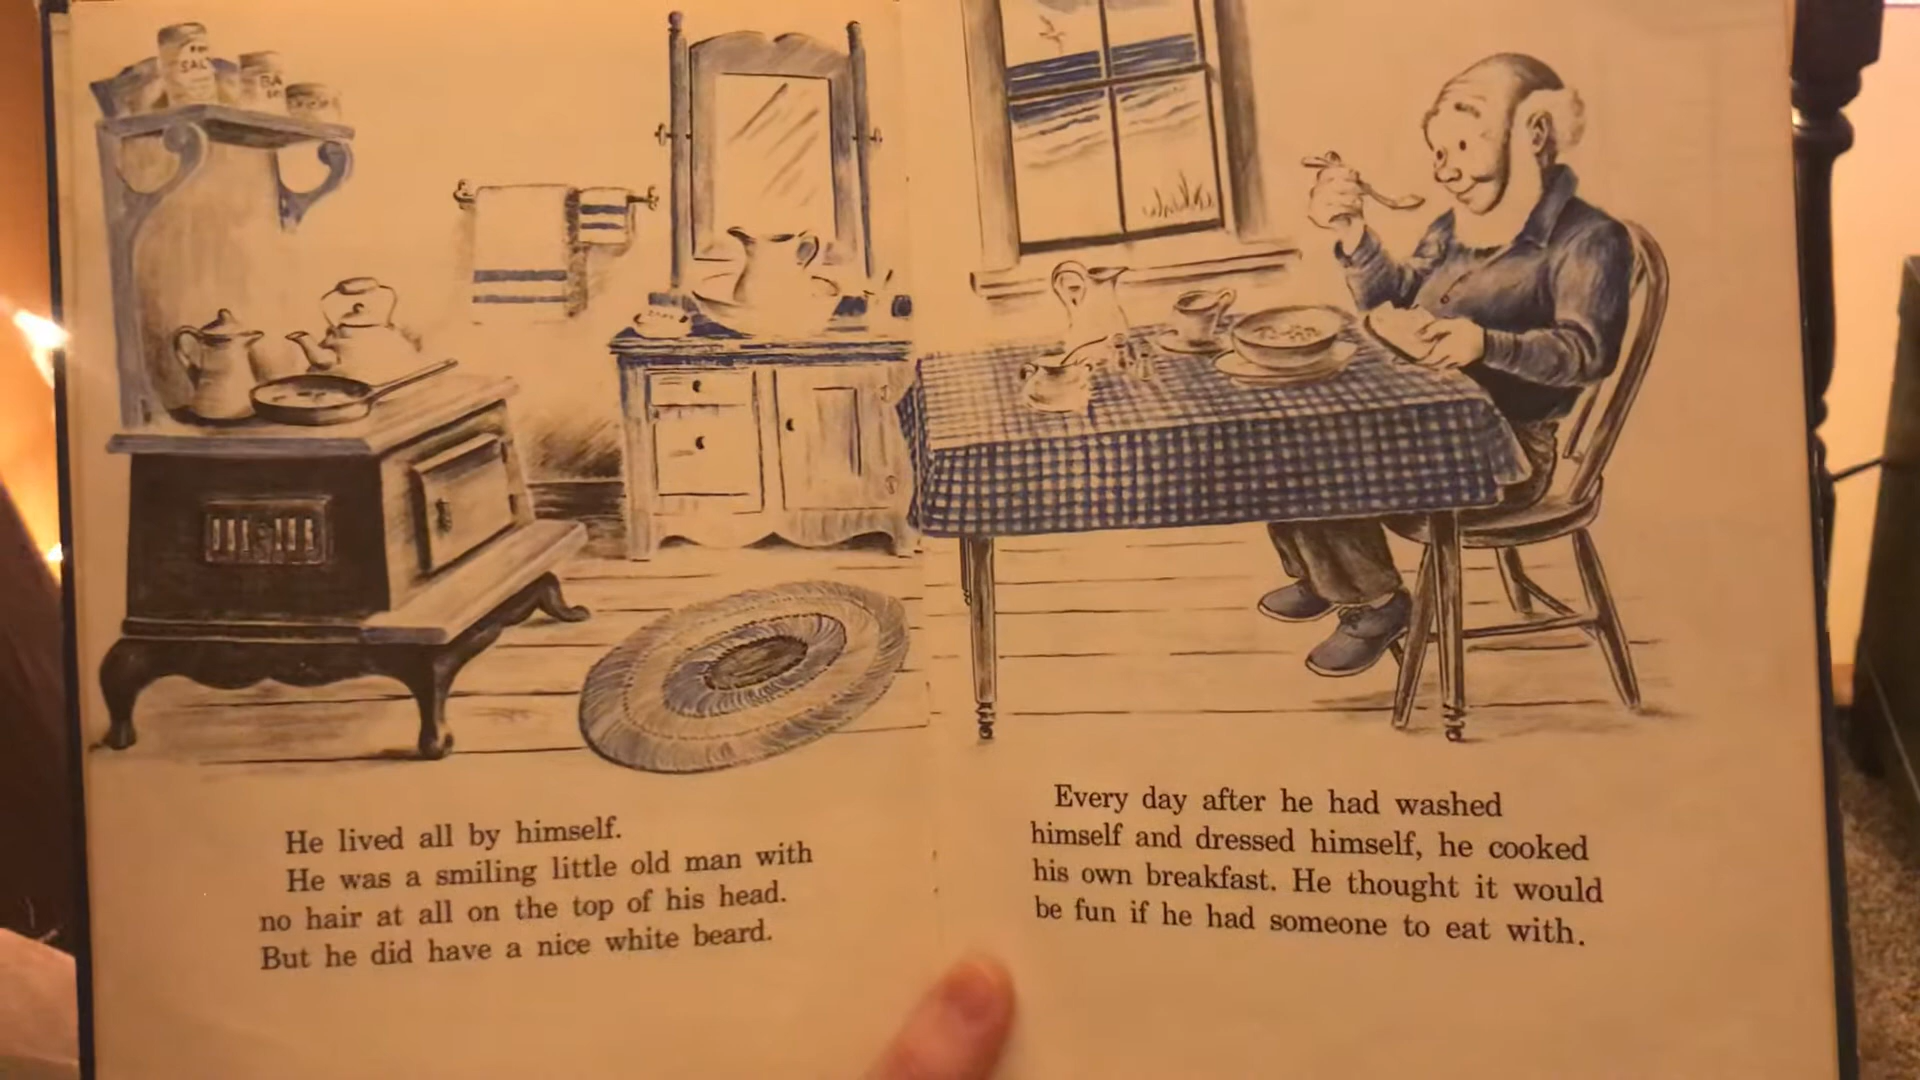 SALT
BA
He lived all by himself.
He was a smiling little old man with
no hair at all on the top of his head.
But he did have a nice white beard.
Every day after he had washed
himself and dressed himself, he cooked
his own breakfast. He thought it would
be fun if he had someone to eat with.